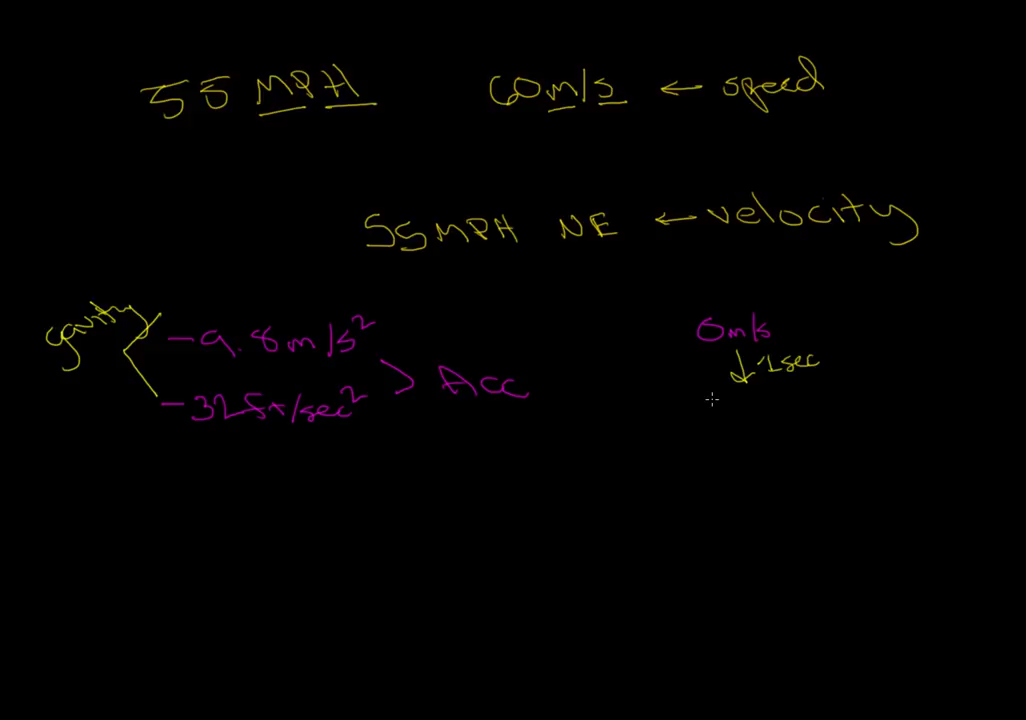 55 MPH 60m/s ← speed
55MPH NE ← velocity
gravity
-9.8m/s²
-32ft/sec² > Acc
0m/s
↓ 1sec